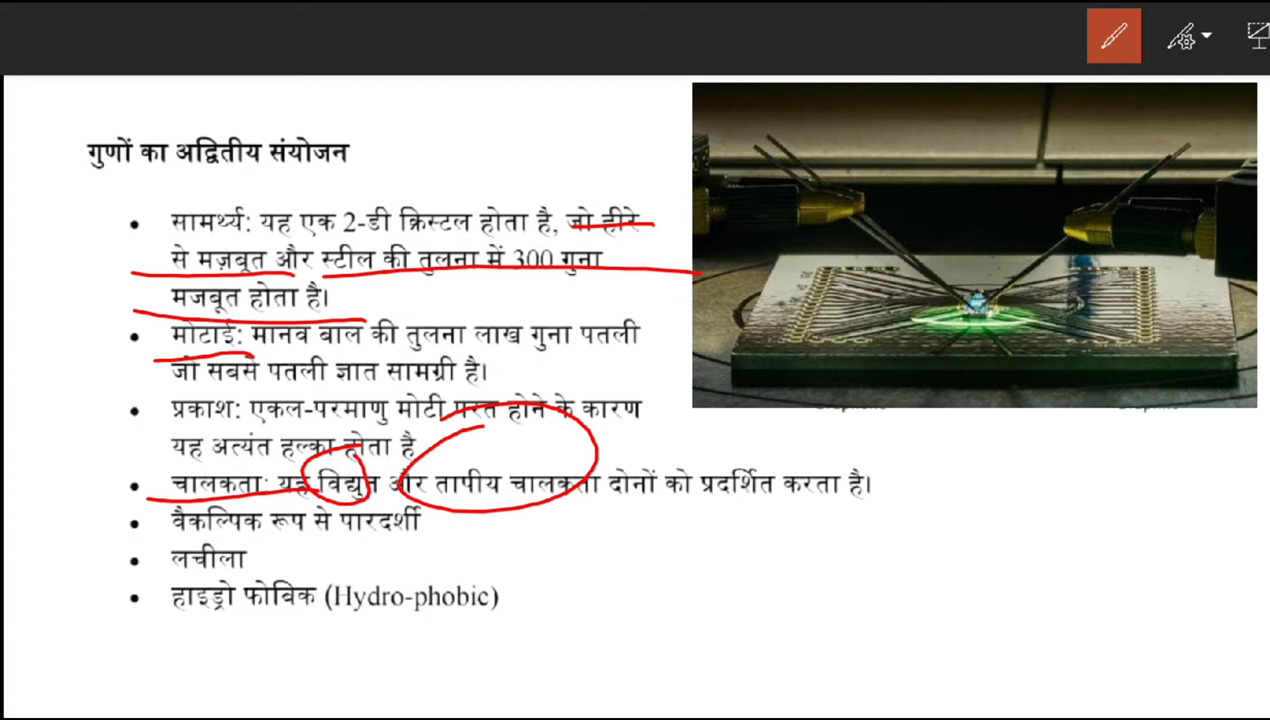 गुणों का अद्वितीय संयोजन
• सामर्थ्य: यह एक 2-डी क्रिस्टल होता है, जो हीरे
से मज़बूत और स्टील की तुलना में 300 गुना
मजबूत होता है।
• मोटाई: मानव बाल की तुलना लाख गुना पतली
जो सबसे पतली ज्ञात सामग्री है।
• प्रकाश: एकल-परमाणु मोटी परत होने के कारण
यह अत्यंत हल्का होता है
• चालकता: यह विद्युत और तापीय चालकता दोनों को प्रदर्शित करता है।
• वैकल्पिक रूप से पारदर्शी
• लचीला
• हाइड्रो फोबिक (Hydro-phobic)